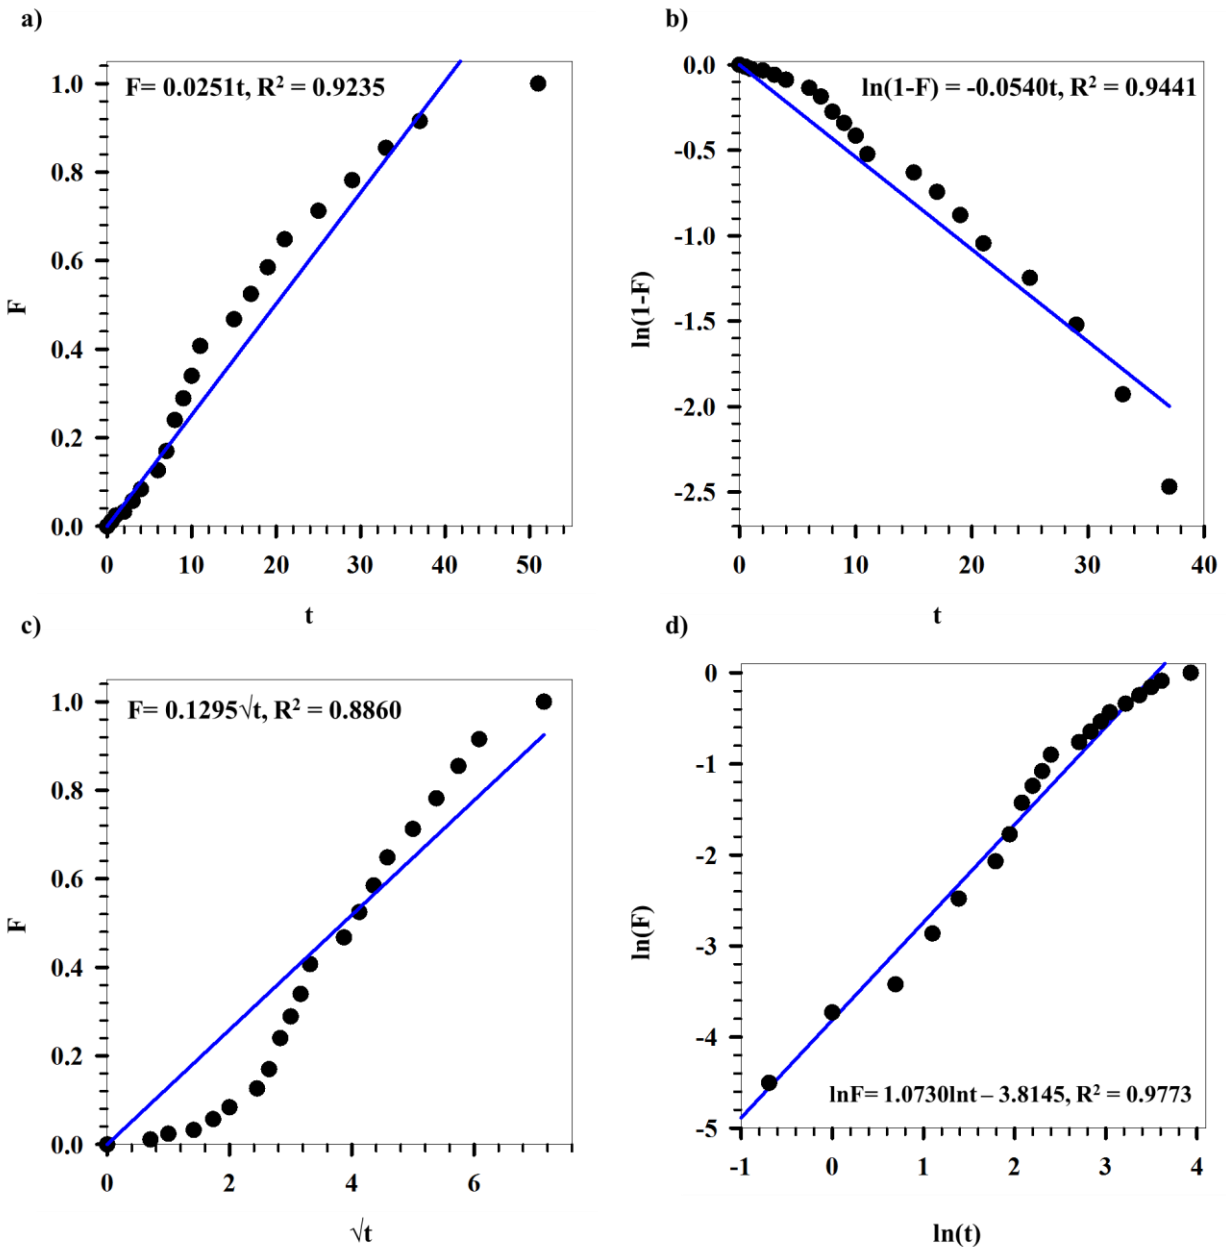 a)
F= 0.0251t, R² = 0.9235
1.0
0.8
0.6
0.4
0.2
0.0
F
0 10 20 30 40 50
t
b)
ln(1-F) = -0.0540t, R² = 0.9441
0.0
-0.5
-1.0
-1.5
-2.0
-2.5
ln(1-F)
0 10 20 30 40
t
c)
F= 0.1295√t, R² = 0.8860
1.0
0.8
0.6
0.4
0.2
0.0
F
0 2 4 6
√t
d)
0
-1
-2
-3
-4
-5
ln(F)
lnF= 1.0730lnt – 3.8145, R² = 0.9773
-1 0 1 2 3 4
ln(t)